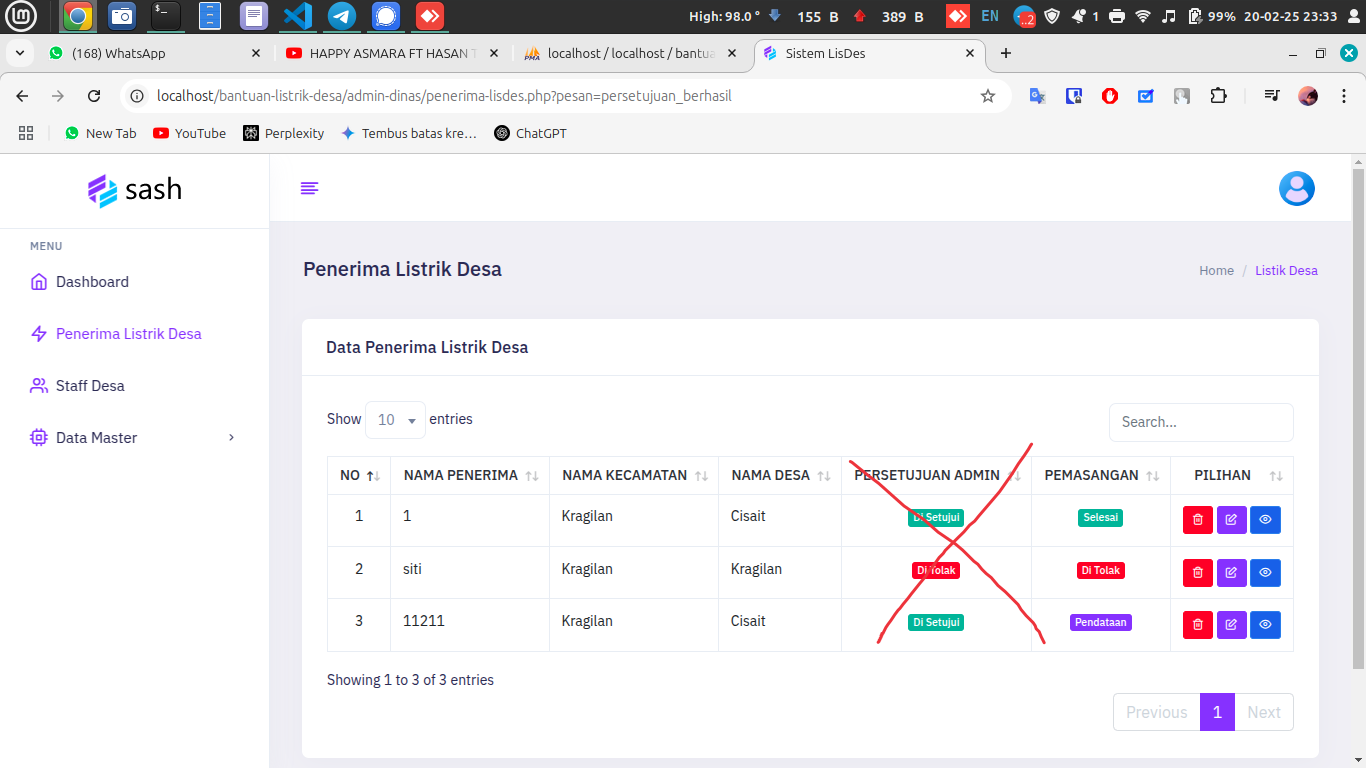 High: 98.0 ° 155 B 389 B EN ..2 1 99% 20-02-25 23:33
(168) WhatsApp HAPPY ASMARA FT HASAN T localhost / localhost / bantua Sistem LisDes
localhost/bantuan-listrik-desa/admin-dinas/penerima-lisdes.php?pesan=persetujuan_berhasil
New Tab YouTube Perplexity Tembus batas kre... ChatGPT
sash
MENU
Dashboard
Penerima Listrik Desa
Staff Desa
Data Master
Penerima Listrik Desa
Home / Listik Desa
Data Penerima Listrik Desa
Show 10 entries
Search...
NO NAMA PENERIMA NAMA KECAMATAN NAMA DESA PERSETUJUAN ADMIN PEMASANGAN PILIHAN
1 1 Kragilan Cisait Di Setujui Selesai
2 siti Kragilan Kragilan Di Tolak Di Tolak
3 11211 Kragilan Cisait Di Setujui Pendataan
Showing 1 to 3 of 3 entries
Previous 1 Next